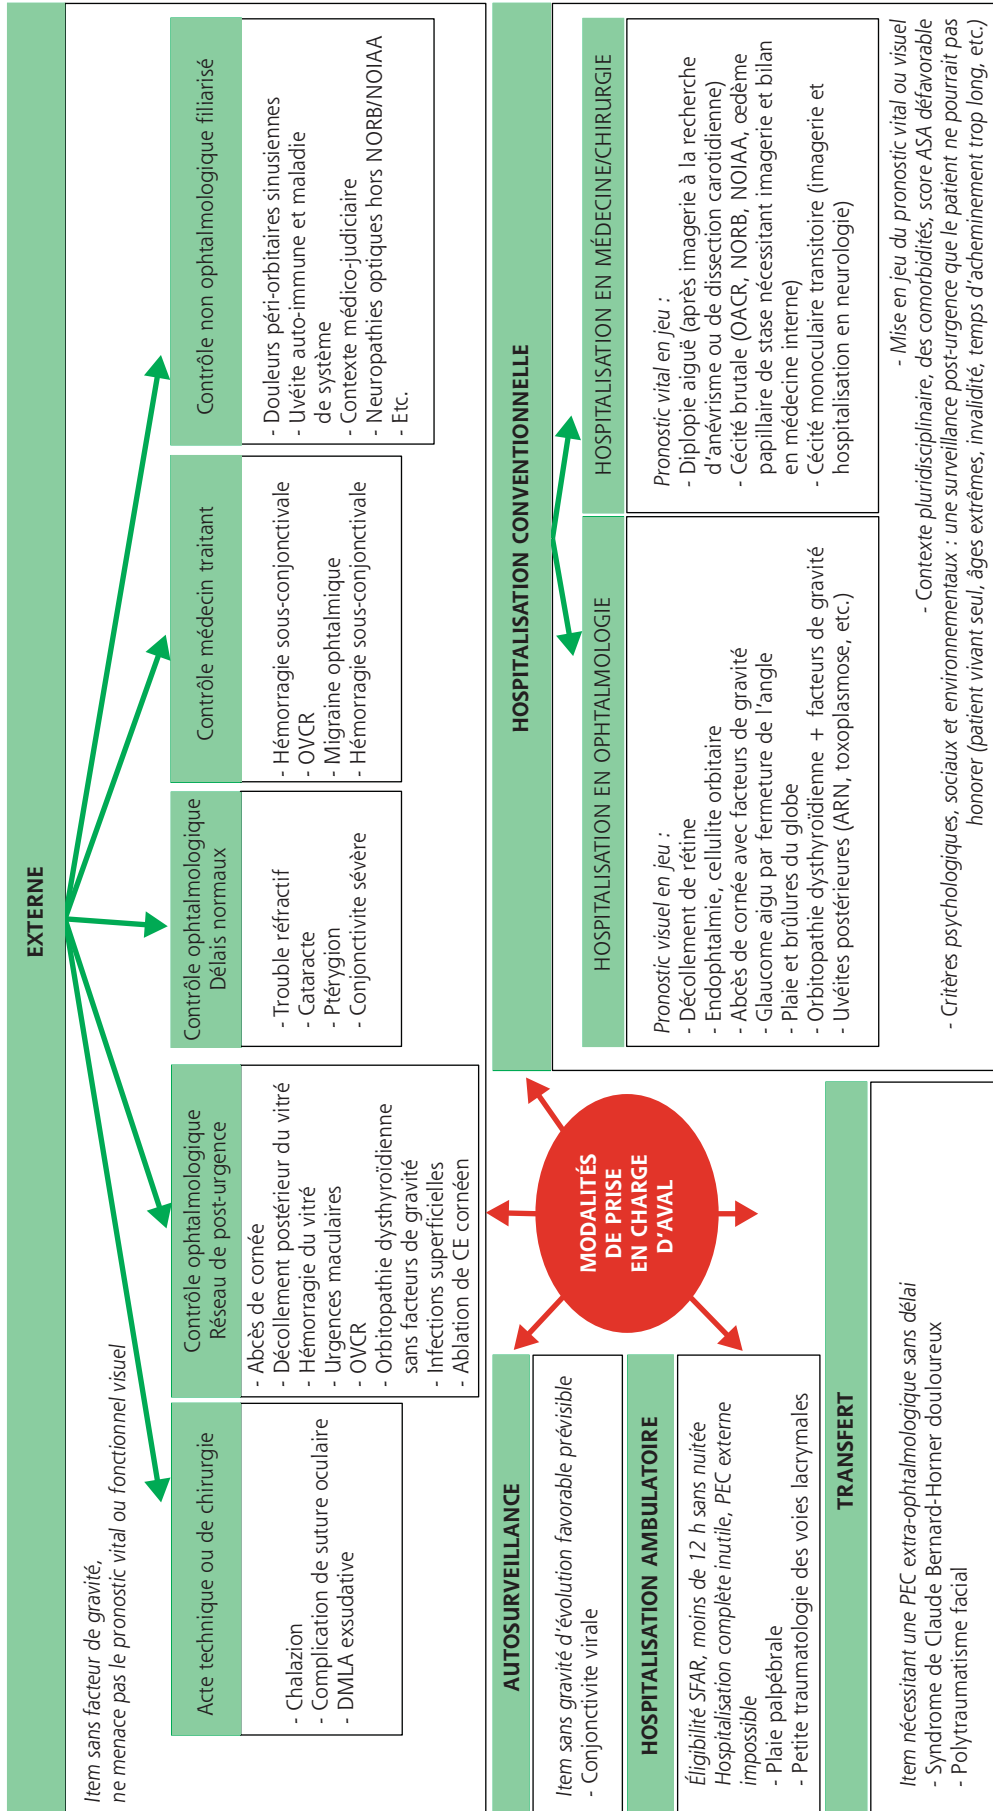 EXTERNE
Item sans facteur de gravité,
ne menace pas le pronostic vital ou fonctionnel visuel
Acte technique ou de chirurgie
- Chalazion
- Complication de suture oculaire
- DMLA exsudative
Contrôle ophtalmologique
Réseau de post-urgence
- Abcès de cornée
- Décollement postérieur du vitré
- Hémorragie du vitré
- Urgences maculaires
- OVCR
- Orbitopathie dysthyroïdienne
sans facteurs de gravité
- Infections superficielles
- Ablation de CE cornéen
Contrôle ophtalmologique
Délais normaux
- Trouble réfractif
- Cataracte
- Ptérygion
- Conjonctivite sévère
Contrôle médecin traitant
- Hémorragie sous-conjonctivale
- OVCR
- Migraine ophtalmique
- Hémorragie sous-conjonctivale
Contrôle non ophtalmologique filiarisé
- Douleurs péri-orbitaires sinusiennes
- Uvéite auto-immune et maladie
de système
- Contexte médico-judiciaire
- Neuropathies optiques hors NORB/NOIAA
- Etc.
AUTOSURVEILLANCE
Item sans gravité d'évolution favorable prévisible
- Conjonctivite virale
HOSPITALISATION AMBULATOIRE
Éligibilité SFAR, moins de 12 h sans nuitée
Hospitalisation complète inutile, PEC externe
impossible
- Plaie palpébrale
- Petite traumatologie des voies lacrymales
TRANSFERT
Item nécessitant une PEC extra-ophtalmologique sans délai
- Syndrome de Claude Bernard-Horner douloureux
- Polytraumatisme facial
MODALITÉS
DE PRISE
EN CHARGE
D'AVAL
HOSPITALISATION CONVENTIONNELLE
HOSPITALISATION EN OPHTALMOLOGIE
Pronostic visuel en jeu :
- Décollement de rétine
- Endophtalmie, cellulite orbitaire
- Abcès de cornée avec facteurs de gravité
- Glaucome aigu par fermeture de l'angle
- Plaie et brûlures du globe
- Orbitopathie dysthyroïdienne + facteurs de gravité
- Uvéites postérieures (ARN, toxoplasmose, etc.)
HOSPITALISATION EN MÉDECINE/CHIRURGIE
Pronostic vital en jeu :
- Diplopie aiguë (après imagerie à la recherche
d'anévrisme ou de dissection carotidienne)
- Cécité brutale (OACR, NORB, NOIAA, œdème
papillaire de stase nécessitant imagerie et bilan
en médecine interne)
- Cécité monoculaire transitoire (imagerie et
hospitalisation en neurologie)
- Mise en jeu du pronostic vital ou visuel
- Contexte pluridisciplinaire, des comorbidités, score ASA défavorable
- Critères psychologiques, sociaux et environnementaux : une surveillance post-urgence que le patient ne pourrait pas
honorer (patient vivant seul, âges extrêmes, invalidité, temps d'acheminement trop long, etc.)